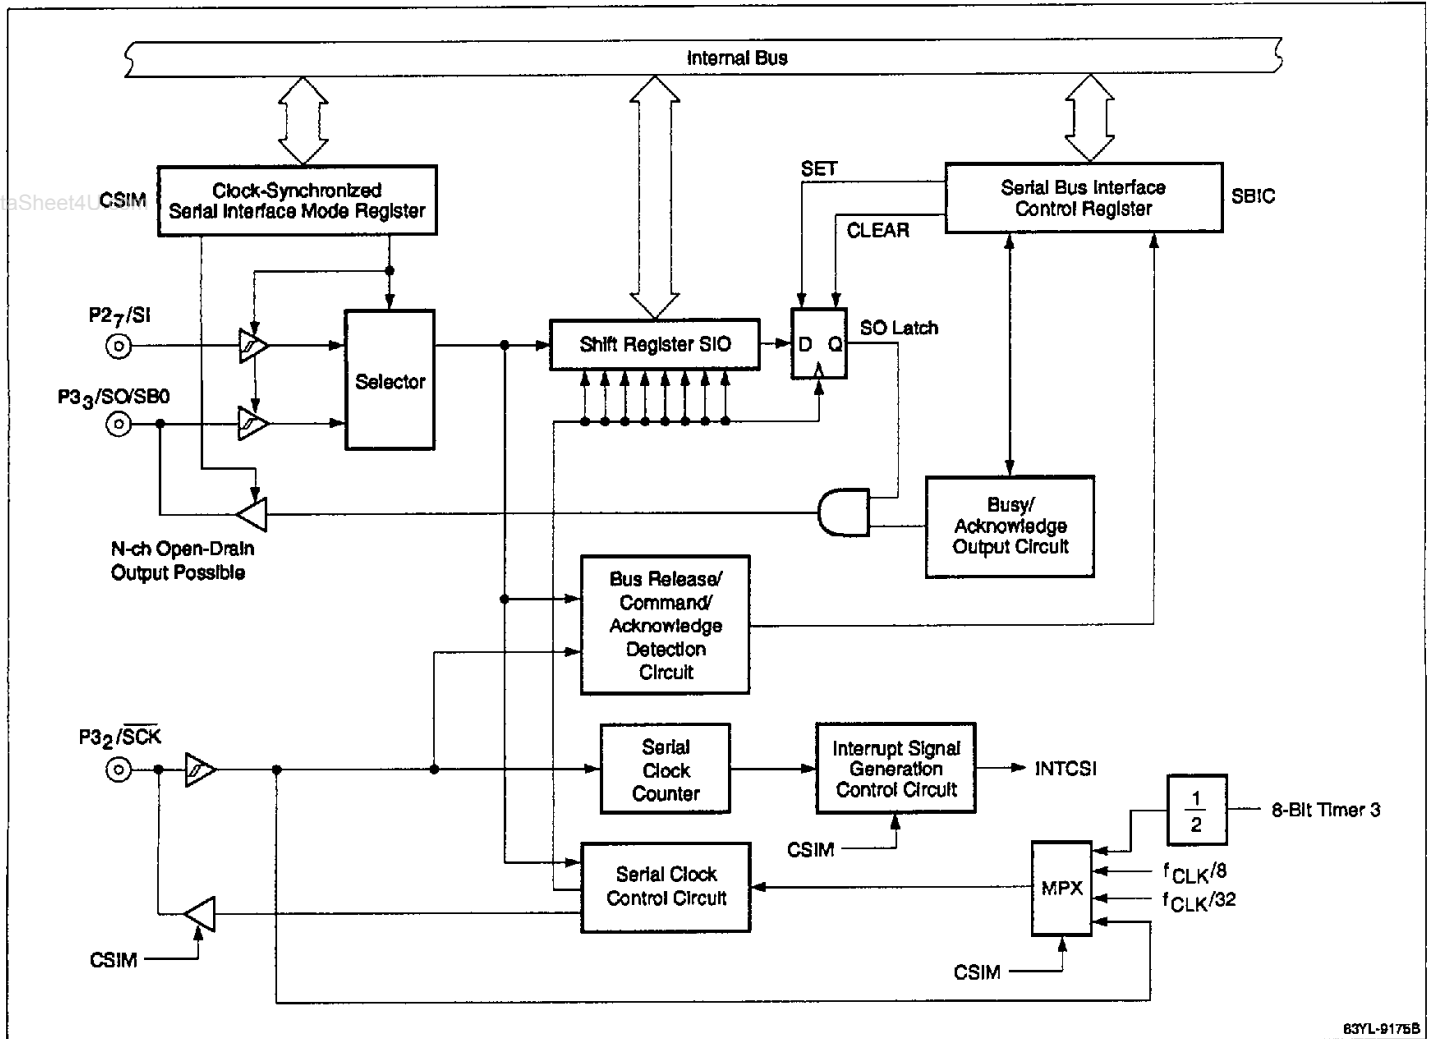 Internal Bus
SET
Clock-Synchronized
Serial Interface Mode Register
CSIM
taSheet4U
Serial Bus Interface
Control Register
SBIC
CLEAR
P2₇/SI
SO Latch
Shift Register SIO
D Q
Selector
P3₃/SO/SB0
Busy/
Acknowledge
Output Circuit
N-ch Open-Drain
Output Possible
Bus Release/
Command/
Acknowledge
Detection
Circuit
P3₂/S̅C̅K̅
Serial
Clock
Counter
Interrupt Signal
Generation
Control Circuit
INTCSI
1
2
8-Bit Timer 3
CSIM
Serial Clock
Control Circuit
MPX
fCLK/8
fCLK/32
CSIM
CSIM
83YL-9175B